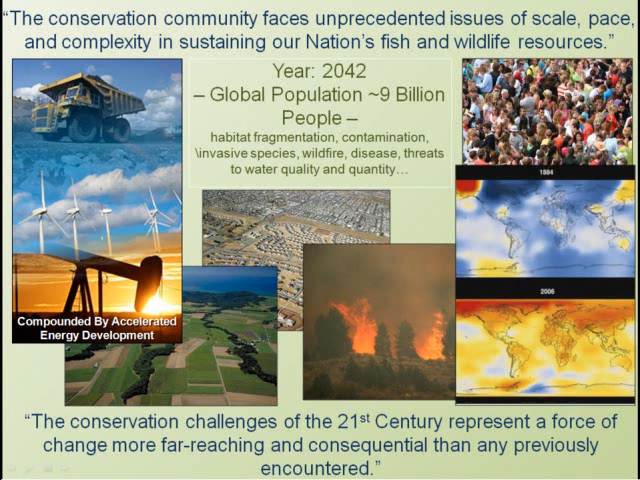 “The conservation community faces unprecedented issues of scale, pace,
and complexity in sustaining our Nation’s fish and wildlife resources.”
Year: 2042
– Global Population ~9 Billion
People –
habitat fragmentation, contamination,
\invasive species, wildfire, disease, threats
to water quality and quantity…
1884
2006
Compounded By Accelerated
Energy Development
“The conservation challenges of the 21st Century represent a force of
change more far-reaching and consequential than any previously
encountered.”